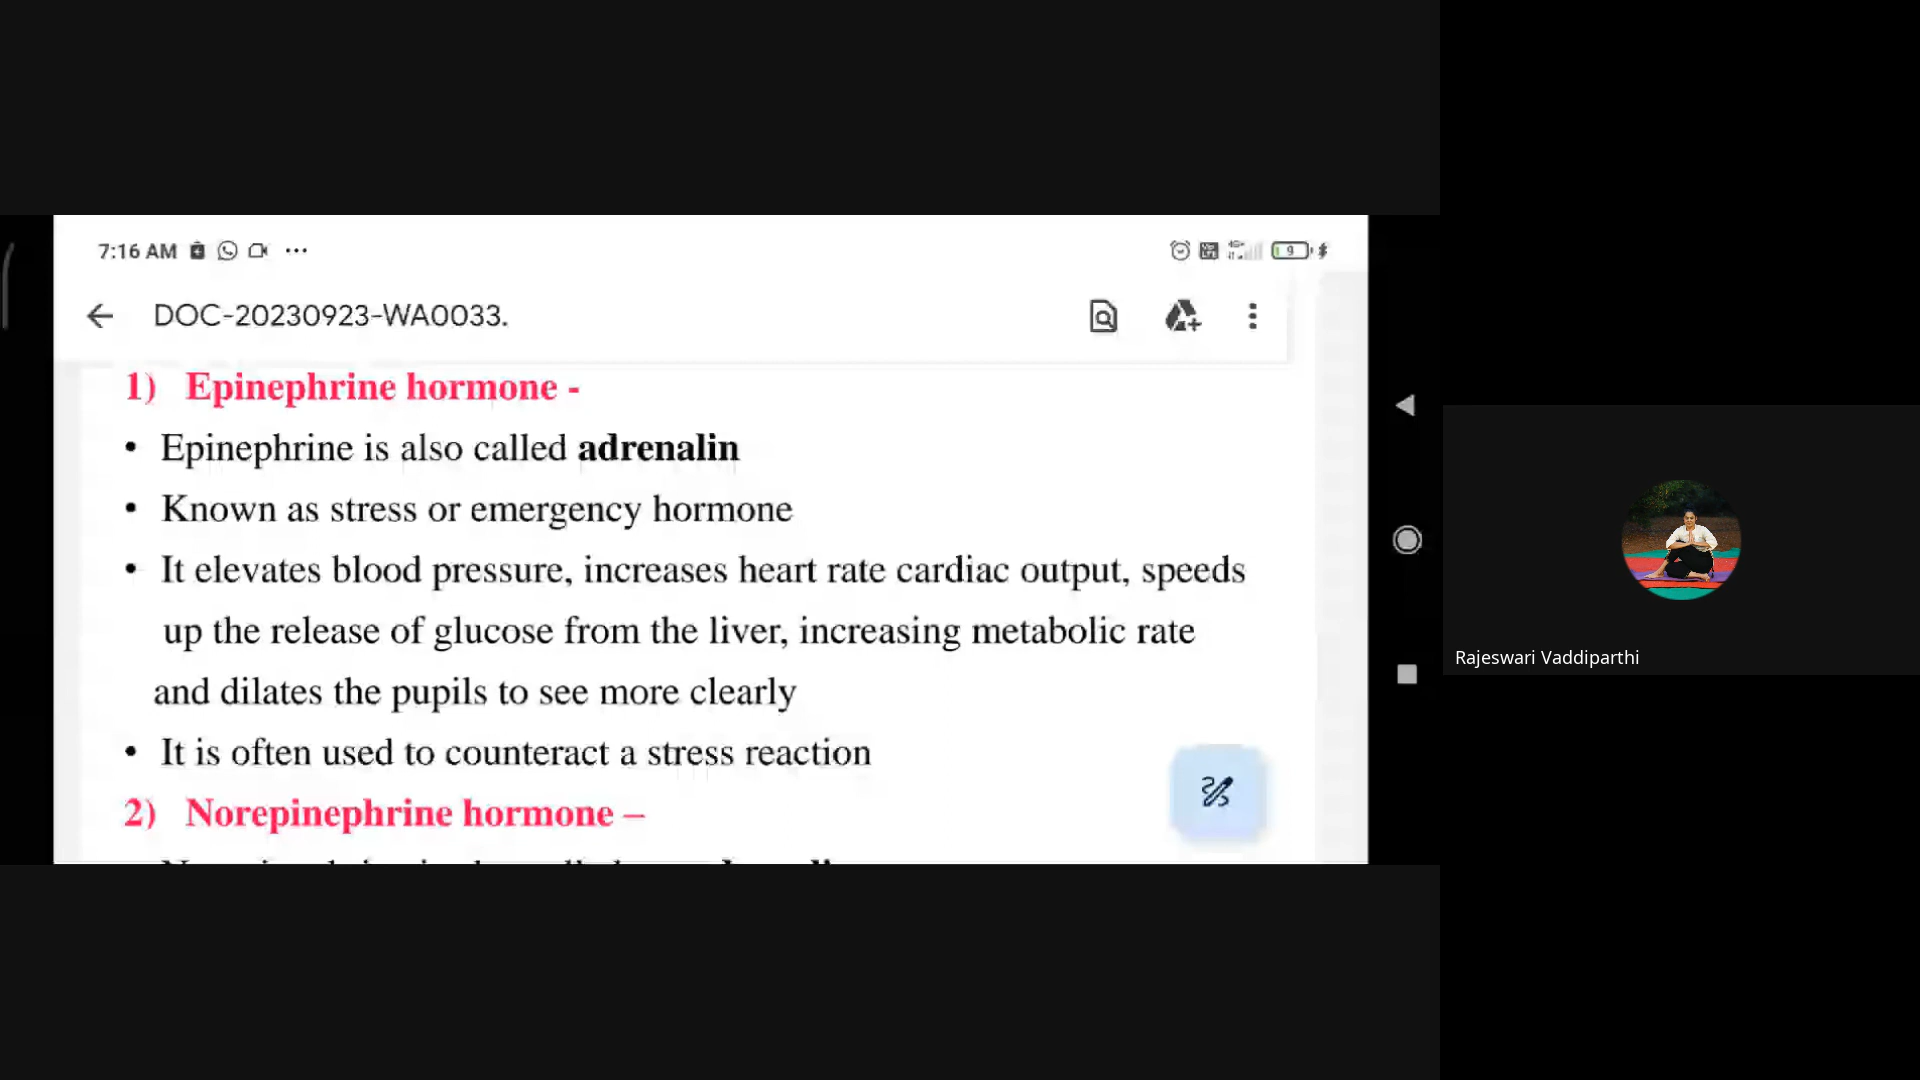 7:16 AM
9
DOC-20230923-WA0033.
1) Epinephrine hormone -
• Epinephrine is also called adrenalin
• Known as stress or emergency hormone
• It elevates blood pressure, increases heart rate cardiac output, speeds
up the release of glucose from the liver, increasing metabolic rate
and dilates the pupils to see more clearly
• It is often used to counteract a stress reaction
2) Norepinephrine hormone –
Rajeswari Vaddiparthi